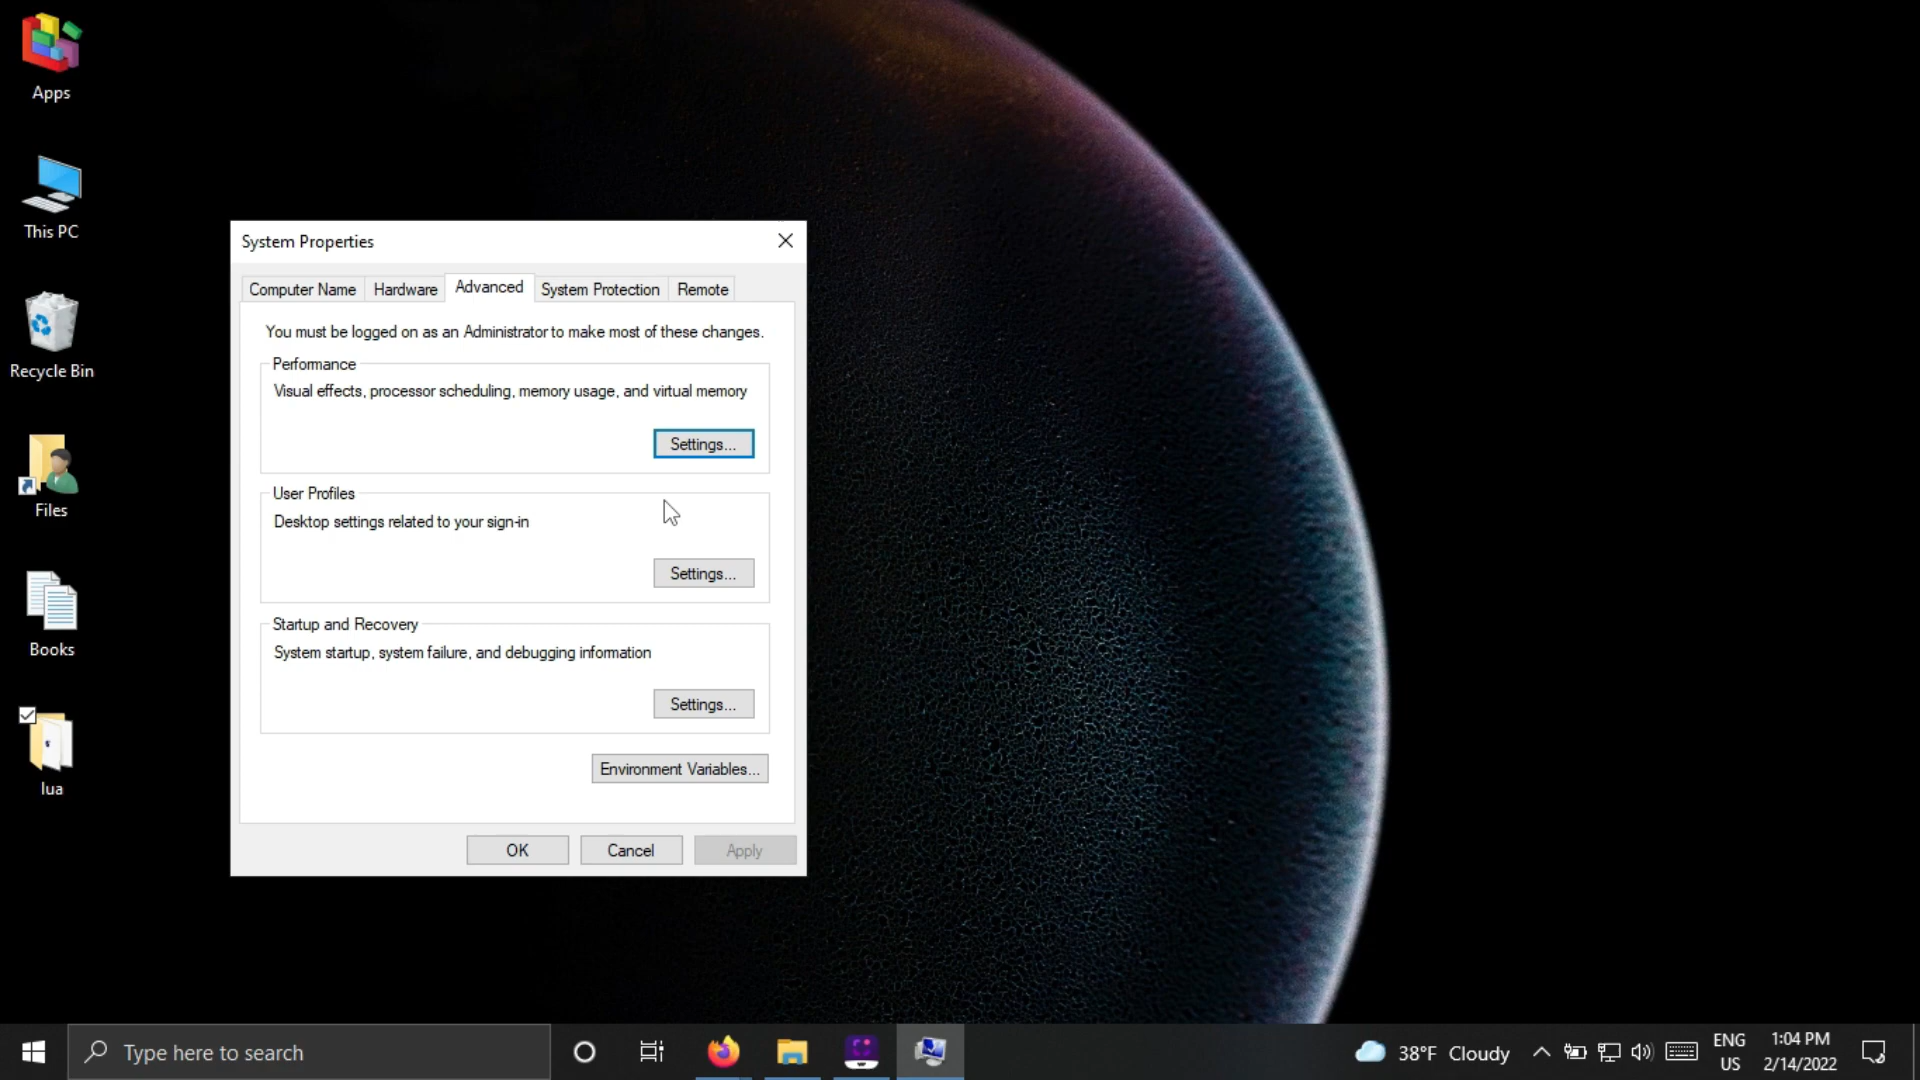 Apps
This PC
Recycle Bin
Files
Books
lua
System Properties
Computer Name
Hardware
Advanced
System Protection
Remote
You must be logged on as an Administrator to make most of these changes.
Performance
Visual effects, processor scheduling, memory usage, and virtual memory
Settings...
User Profiles
Desktop settings related to your sign-in
Settings...
Startup and Recovery
System startup, system failure, and debugging information
Settings...
Environment Variables...
OK
Cancel
Apply
Type here to search
38°F Cloudy
ENG
US
1:04 PM
2/14/2022